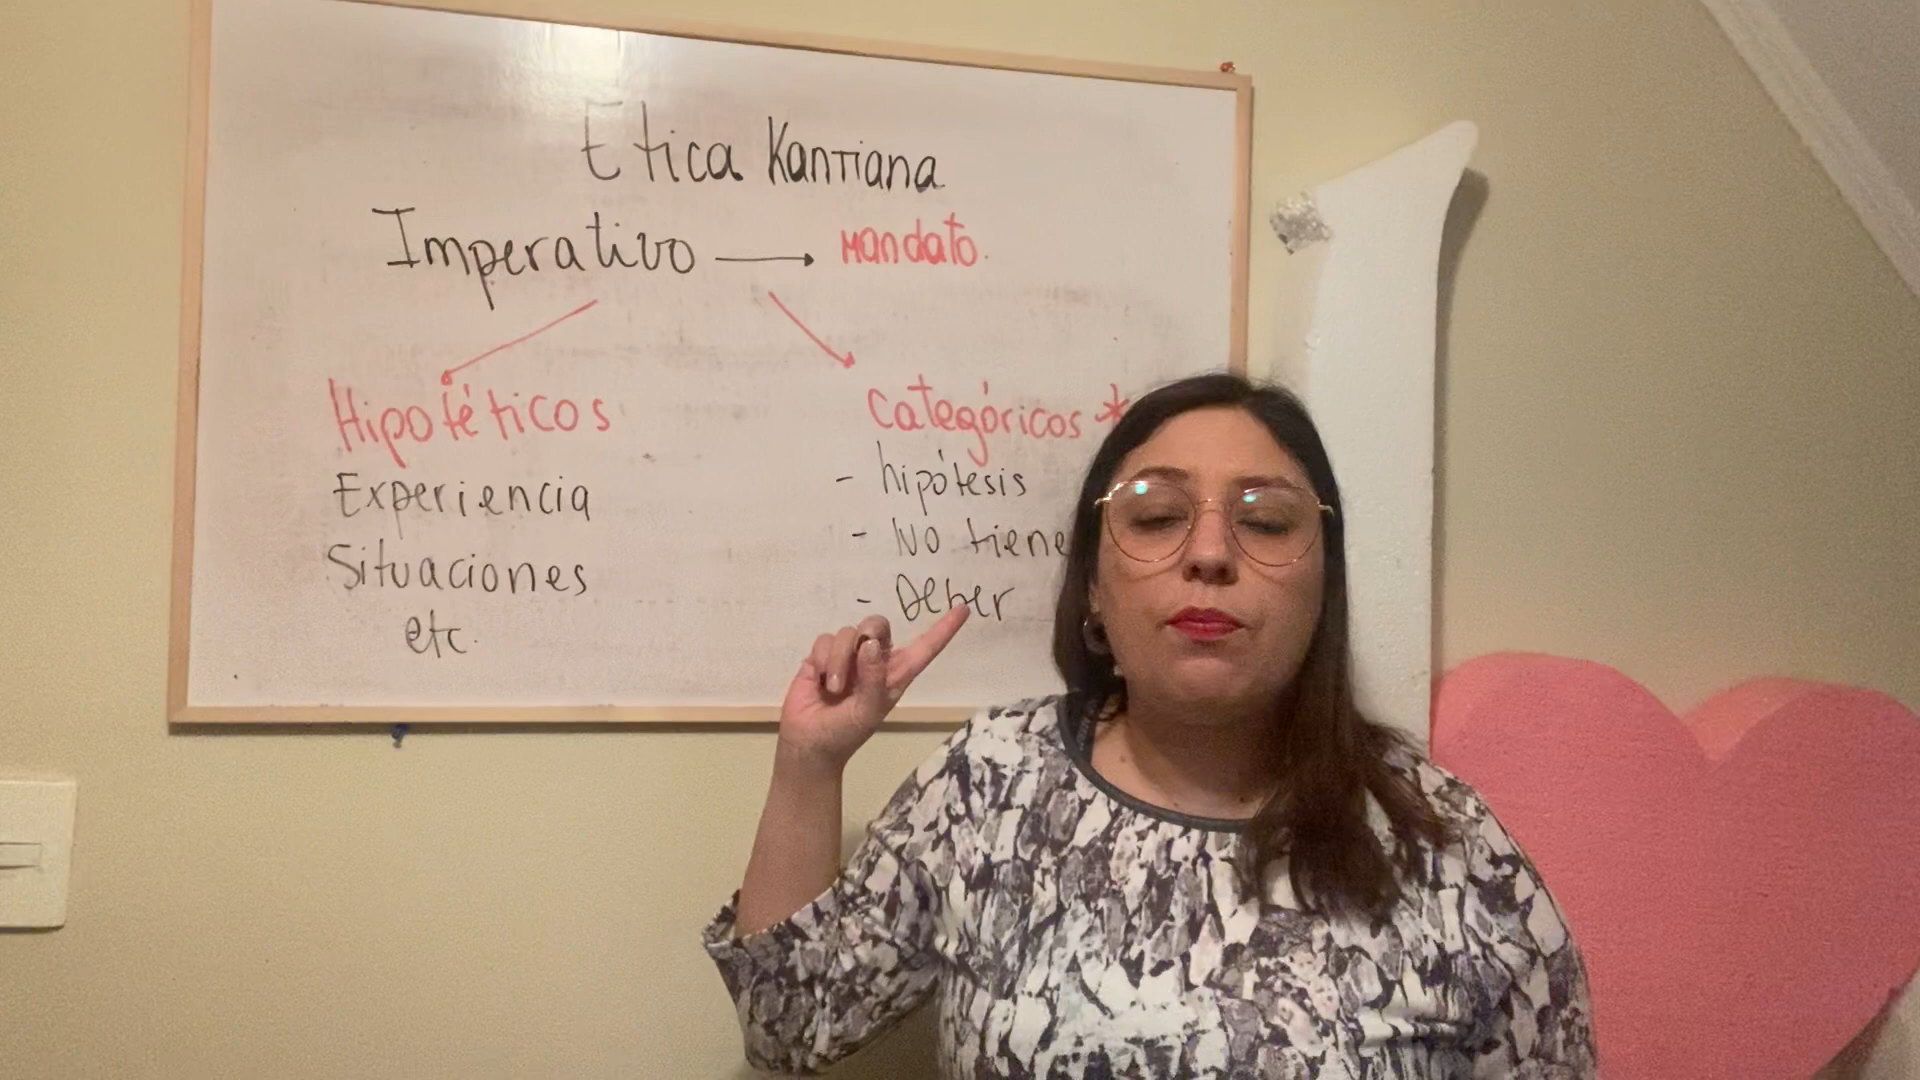 Etica Kantiana
Imperativo → Mandato.
Hipotéticos
Experiencia
Situaciones
etc.
Categóricos *
- hipótesis
- No tiene
- Deber